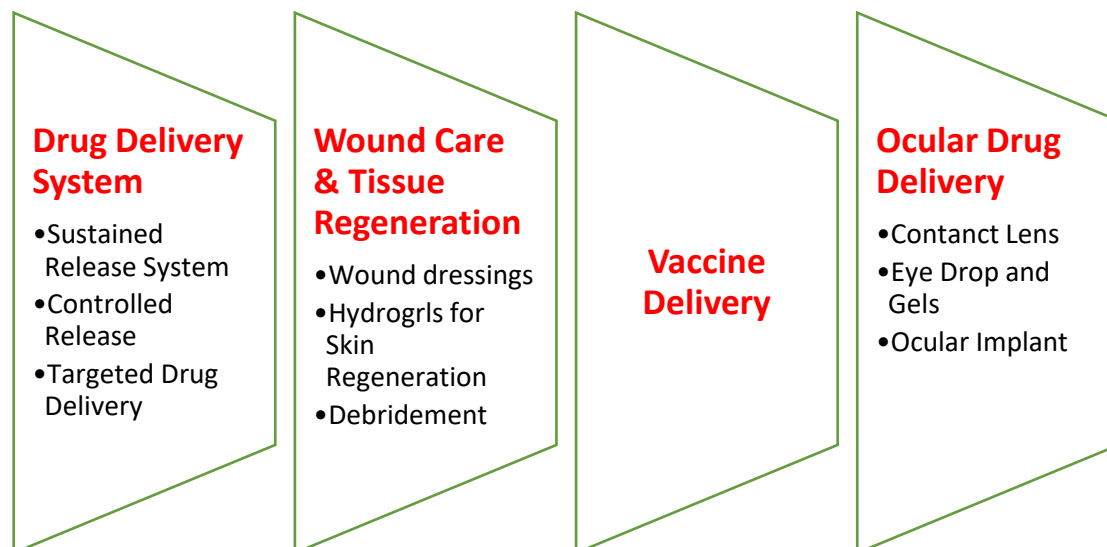 Drug Delivery
System
•Sustained
Release System
•Controlled
Release
•Targeted Drug
Delivery
Wound Care
& Tissue
Regeneration
•Wound dressings
•Hydrogrls for
Skin
Regeneration
•Debridement
Vaccine
Delivery
Ocular Drug
Delivery
•Contanct Lens
•Eye Drop and
Gels
•Ocular Implant